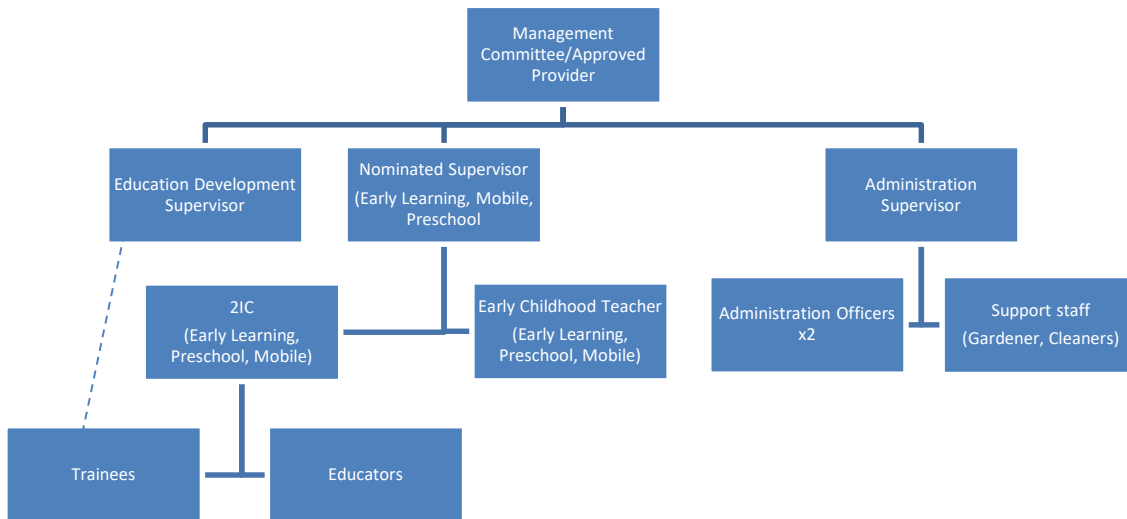 Management
Committee/Approved
Provider
Education Development
Supervisor
Nominated Supervisor
(Early Learning, Mobile,
Preschool
Administration
Supervisor
2IC
(Early Learning,
Preschool, Mobile)
Early Childhood Teacher
(Early Learning,
Preschool, Mobile)
Administration Officers
x2
Support staff
(Gardener, Cleaners)
Trainees
Educators